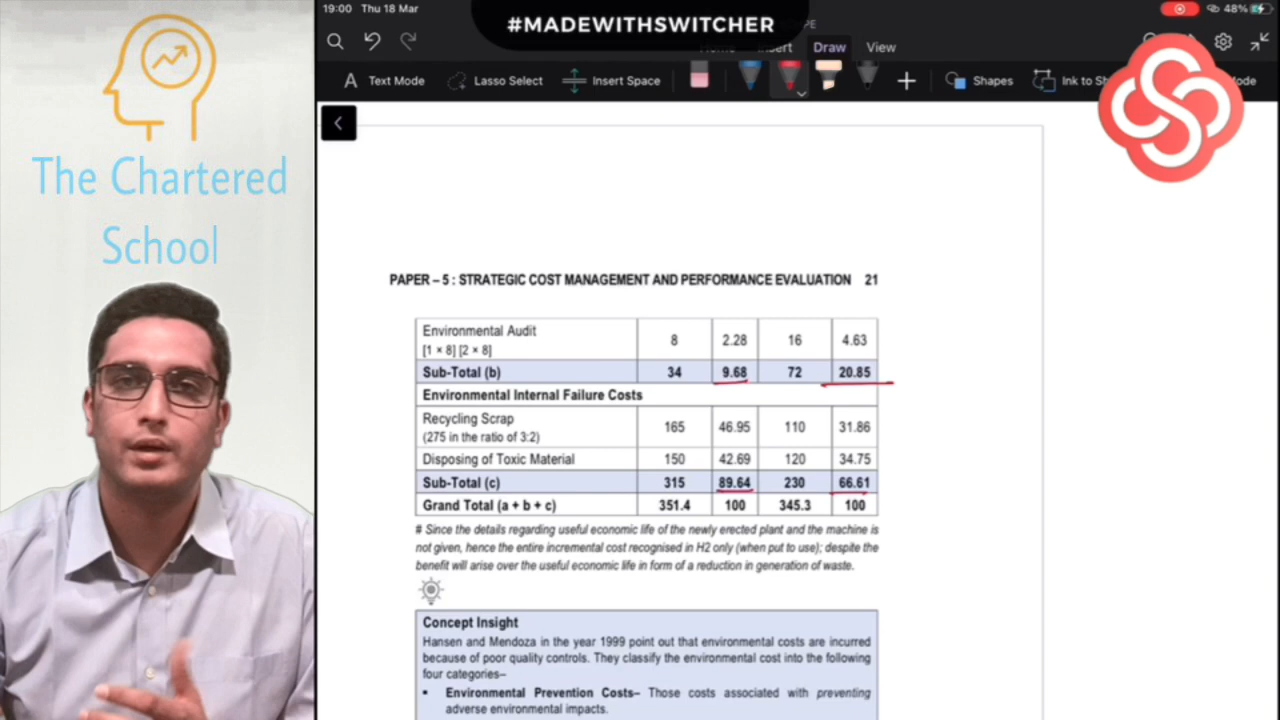 19:00 Thu 18 Mar
#MADEWITHSWITCHER
48%
Insert Draw View
Text Mode Lasso Select Insert Space Shapes Ink to
The Chartered
School
PAPER – 5 : STRATEGIC COST MANAGEMENT AND PERFORMANCE EVALUATION 21
Environmental Audit
[1 × 8] [2 × 8] 8 2.28 16 4.63
Sub-Total (b) 34 9.68 72 20.85
Environmental Internal Failure Costs
Recycling Scrap
(275 in the ratio of 3:2) 165 46.95 110 31.86
Disposing of Toxic Material 150 42.69 120 34.75
Sub-Total (c) 315 89.64 230 66.61
Grand Total (a + b + c) 351.4 100 345.3 100
# Since the details regarding useful economic life of the newly erected plant and the machine is
not given, hence the entire incremental cost recognised in H2 only (when put to use); despite the
benefit will arise over the useful economic life in form of a reduction in generation of waste.
Concept Insight
Hansen and Mendoza in the year 1999 point out that environmental costs are incurred
because of poor quality controls. They classify the environmental cost into the following
four categories–
▪ Environmental Prevention Costs– Those costs associated with preventing
adverse environmental impacts.